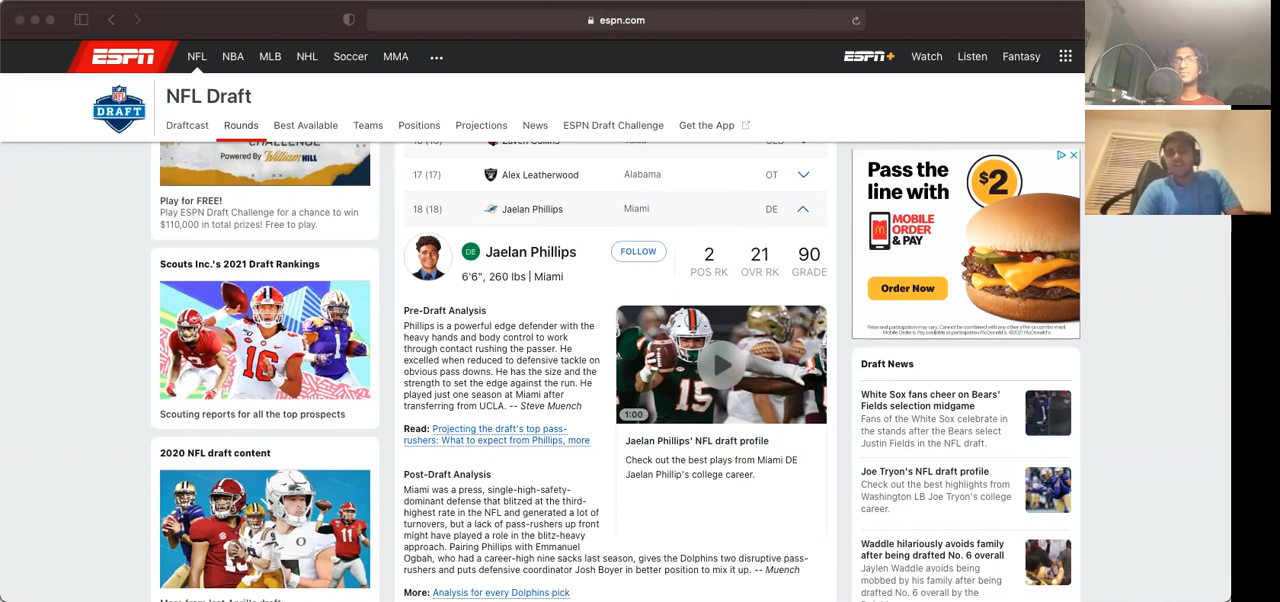 espn.com
ESPN NFL NBA MLB NHL Soccer MMA ... ESPN+ Watch Listen Fantasy
NFL DRAFT
NFL Draft
Draftcast Rounds Best Available Teams Positions Projections News ESPN Draft Challenge Get the App
CHALLENGE
Powered By William HILL
Play for FREE!
Play ESPN Draft Challenge for a chance to win
$110,000 in total prizes! Free to play.
Scouts Inc.'s 2021 Draft Rankings
16
Scouting reports for all the top prospects
2020 NFL draft content
11
17 (17) Alex Leatherwood Alabama OT
18 (18) Jaelan Phillips Miami DE
DE Jaelan Phillips
6'6", 260 lbs | Miami
FOLLOW
2 21 90
POS RK OVR RK GRADE
Pre-Draft Analysis
Phillips is a powerful edge defender with the
heavy hands and body control to work
through contact rushing the passer. He
excelled when reduced to defensive tackle on
obvious pass downs. He has the size and the
strength to set the edge against the run. He
played just one season at Miami after
transferring from UCLA. -- Steve Muench
Read: Projecting the draft's top pass-
rushers: What to expect from Phillips, more
Post-Draft Analysis
Miami was a press, single-high-safety-
dominant defense that blitzed at the third-
highest rate in the NFL and generated a lot of
turnovers, but a lack of pass-rushers up front
might have played a role in the blitz-heavy
approach. Pairing Phillips with Emmanuel
Ogbah, who had a career-high nine sacks last season, gives the Dolphins two disruptive pass-
rushers and puts defensive coordinator Josh Boyer in better position to mix it up. -- Muench
More: Analysis for every Dolphins pick
15
1:00
Jaelan Phillips' NFL draft profile
Check out the best plays from Miami DE
Jaelan Phillip's college career.
Pass the
line with
$2
MOBILE
ORDER
& PAY
Order Now
Draft News
White Sox fans cheer on Bears'
Fields selection midgame
Fans of the White Sox celebrate in
the stands after the Bears select
Justin Fields in the NFL draft.
Joe Tryon's NFL draft profile
Check out the best highlights from
Washington LB Joe Tryon's college
career.
Waddle hilariously avoids family
after being drafted No. 6 overall
Jaylen Waddle avoids being
mobbed by his family after being
drafted No. 6 overall by the